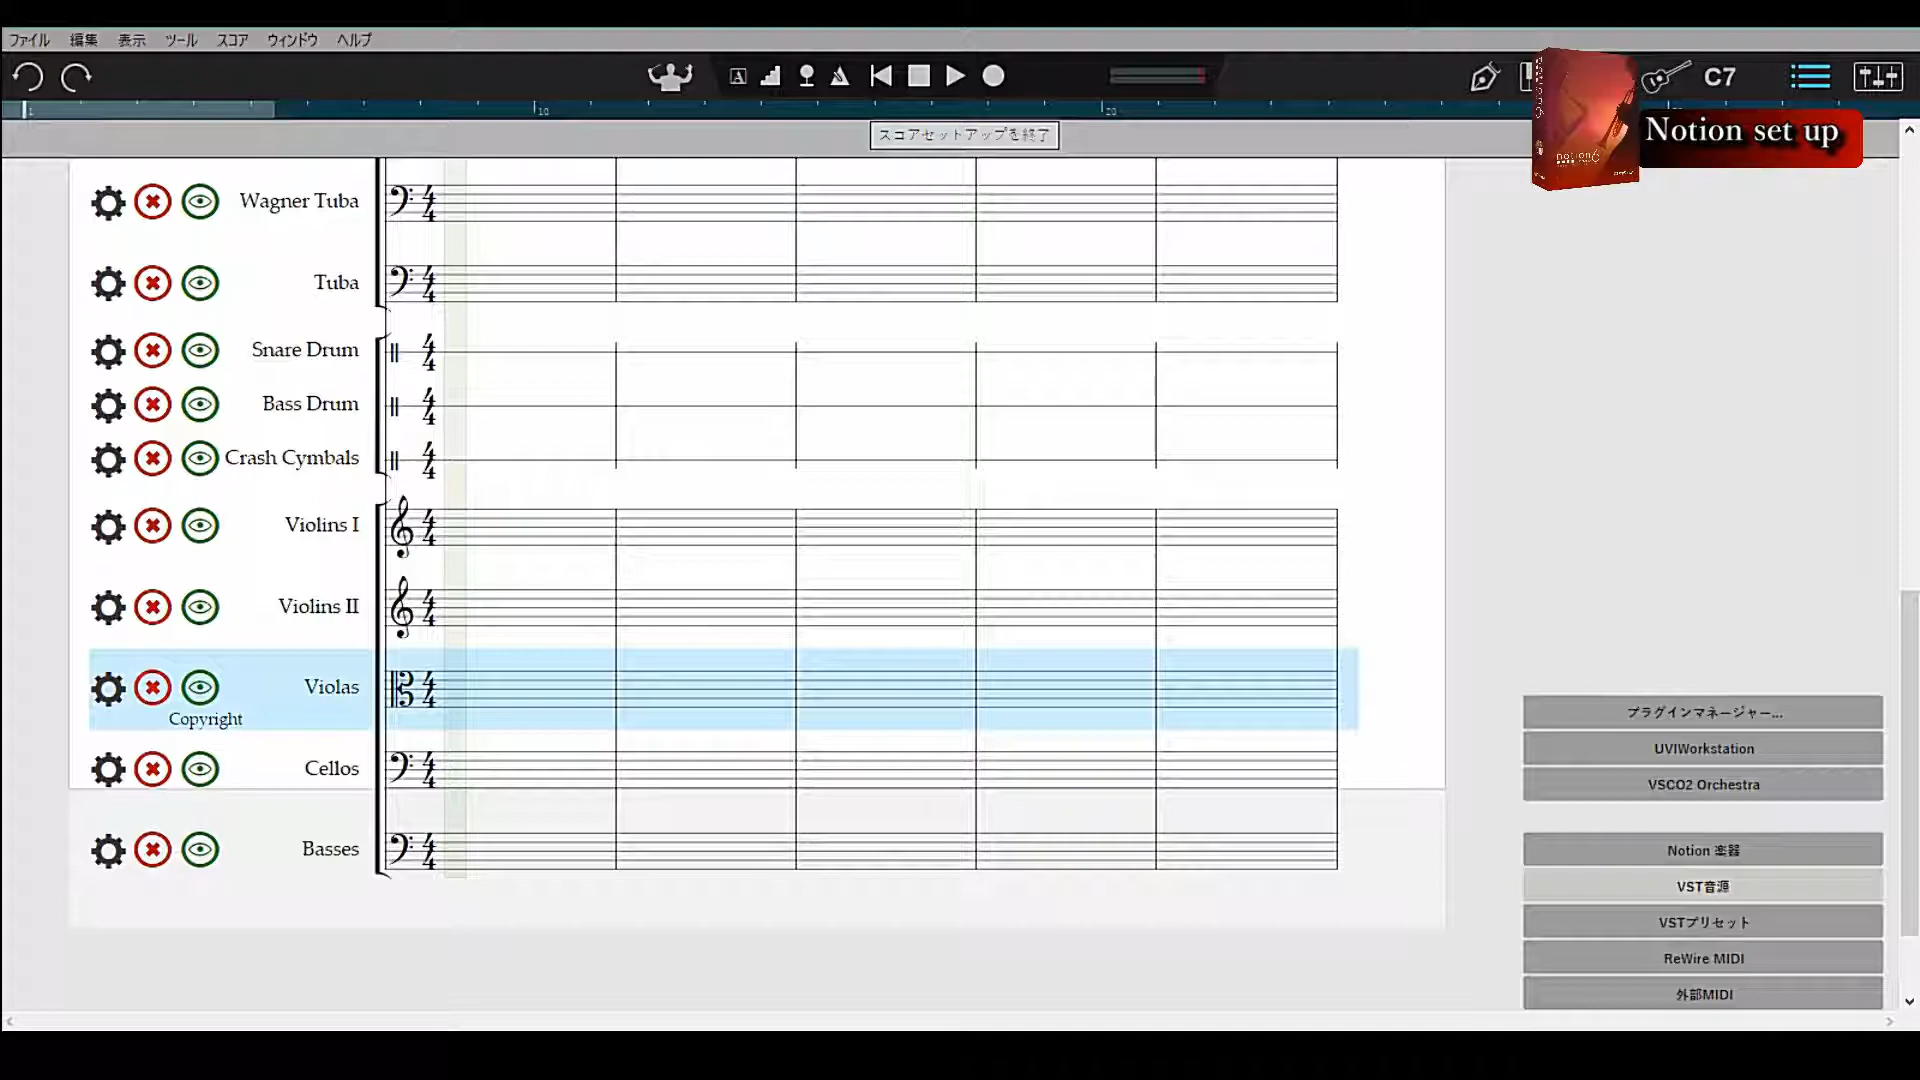 ファイル 編集 表示 ツール スコア ウィンドウ ヘルプ
A
C7
1 10 20
スコアセットアップを終了
Notion set up
notion6
Wagner Tuba
Tuba
Snare Drum
Bass Drum
Crash Cymbals
Violins I
Violins II
Violas
Copyright
Cellos
Basses
プラグインマネージャー...
UVIWorkstation
VSCO2 Orchestra
Notion 楽器
VST音源
VSTプリセット
ReWire MIDI
外部MIDI